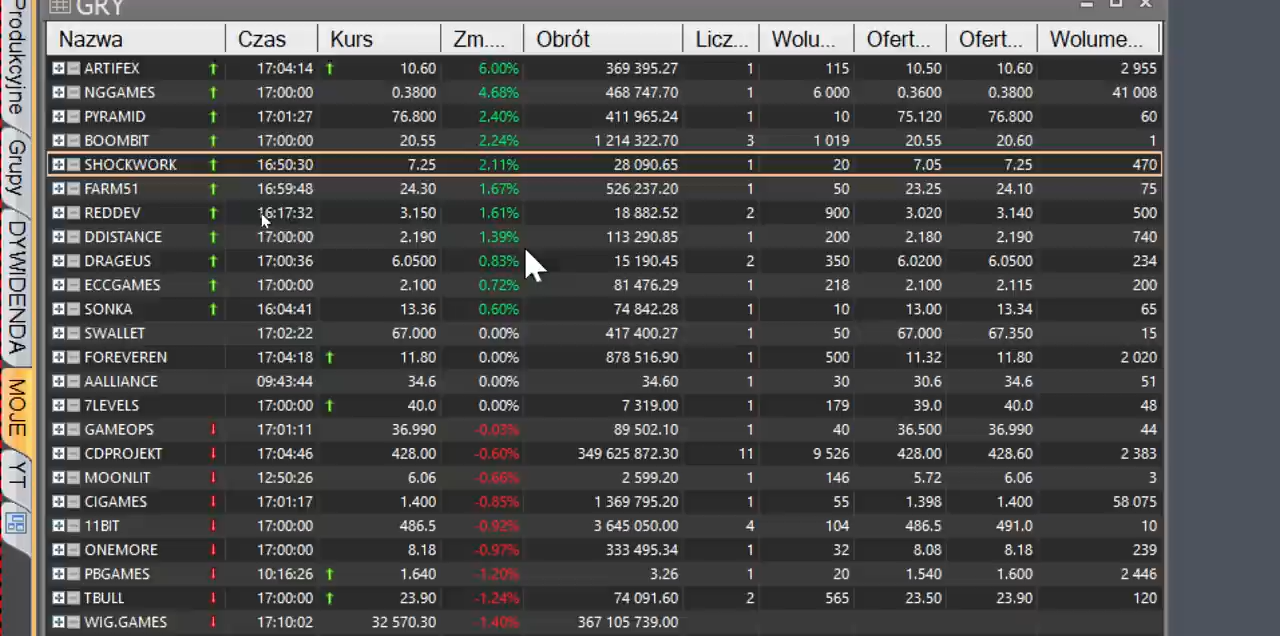 GRY
Nazwa Czas Kurs Zm.... Obrót Licz... Wolu... Ofert... Ofert... Wolume...
ARTIFEX 17:04:14 10.60 6.00% 369 395.27 1 115 10.50 10.60 2 955
NGGAMES 17:00:00 0.3800 4.68% 468 747.70 1 6 000 0.3600 0.3800 41 008
PYRAMID 17:01:27 76.800 2.40% 411 965.24 1 10 75.120 76.800 60
BOOMBIT 17:00:00 20.55 2.24% 1 214 322.70 3 1 019 20.55 20.60 1
SHOCKWORK 16:50:30 7.25 2.11% 28 090.65 1 20 7.05 7.25 470
FARM51 16:59:48 24.30 1.67% 526 237.20 1 50 23.25 24.10 75
REDDEV 16:17:32 3.150 1.61% 18 882.52 2 900 3.020 3.140 500
DDISTANCE 17:00:00 2.190 1.39% 113 290.85 1 200 2.180 2.190 740
DRAGEUS 17:00:36 6.0500 0.83% 15 190.45 2 350 6.0200 6.0500 234
ECCGAMES 17:00:00 2.100 0.72% 81 476.29 1 218 2.100 2.115 200
SONKA 16:04:41 13.36 0.60% 74 842.28 1 10 13.00 13.34 65
SWALLET 17:02:22 67.000 0.00% 417 400.27 1 50 67.000 67.350 15
FOREVEREN 17:04:18 11.80 0.00% 878 516.90 1 500 11.32 11.80 2 020
AALLIANCE 09:43:44 34.6 0.00% 34.60 1 30 30.6 34.6 51
7LEVELS 17:00:00 40.0 0.00% 7 319.00 1 179 39.0 40.0 48
GAMEOPS 17:01:11 36.990 -0.03% 89 502.10 1 40 36.500 36.990 44
CDPROJEKT 17:04:46 428.00 -0.60% 349 625 872.30 11 9 526 428.00 428.60 2 383
MOONLIT 12:50:26 6.06 -0.66% 2 599.20 1 146 5.72 6.06 3
CIGAMES 17:01:17 1.400 -0.85% 1 369 795.20 1 55 1.398 1.400 58 075
11BIT 17:00:00 486.5 -0.92% 3 645 050.00 4 104 486.5 491.0 10
ONEMORE 17:00:00 8.18 -0.97% 333 495.34 1 32 8.08 8.18 239
PBGAMES 10:16:26 1.640 -1.20% 3.26 1 20 1.540 1.600 2 446
TBULL 17:00:00 23.90 -1.24% 74 091.60 2 565 23.50 23.90 120
WIG.GAMES 17:10:02 32 570.30 -1.40% 367 105 739.00
Produkcyjne
Grupy
DYWIDENDA
MOJE
YT